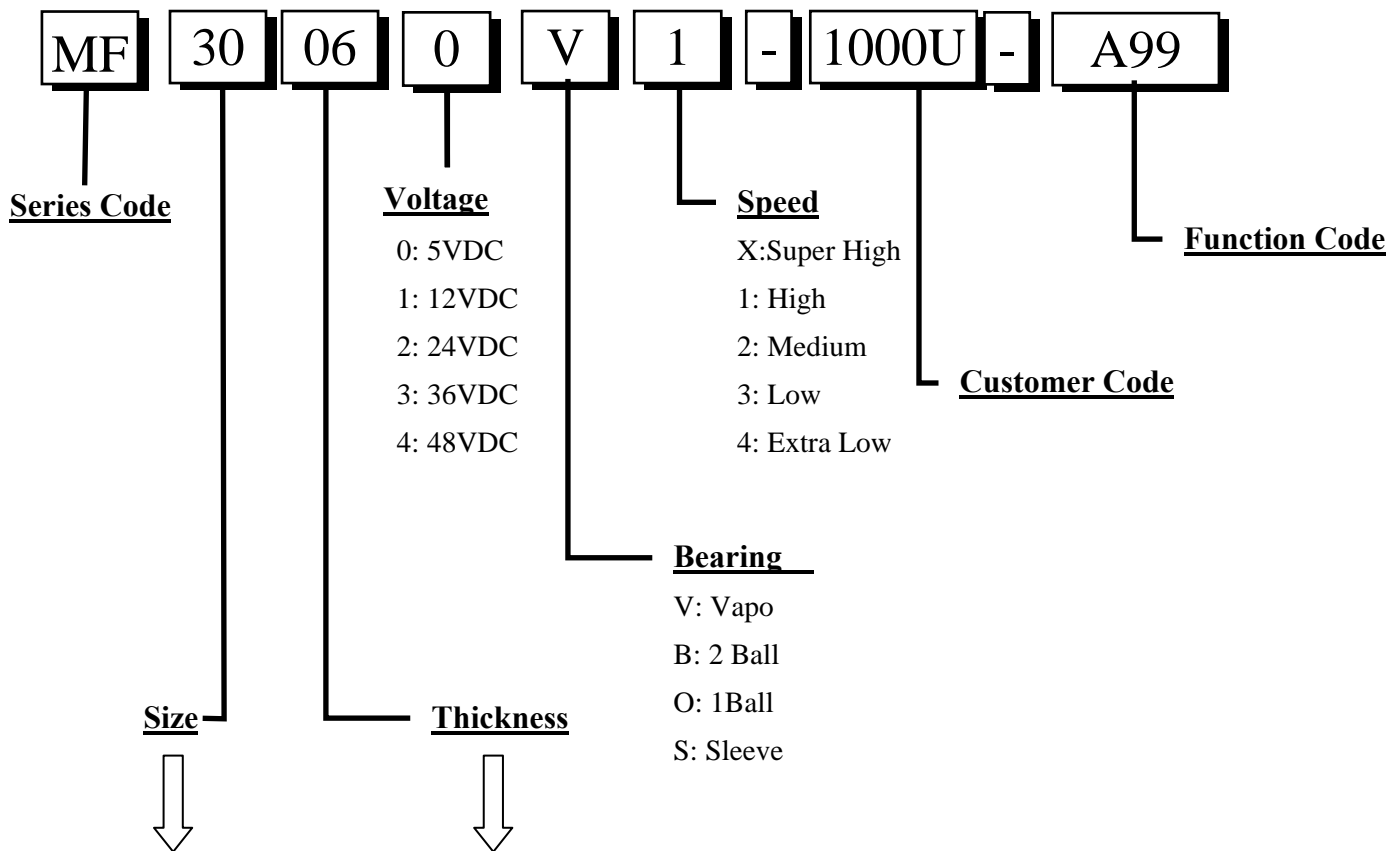 MF 30 06 0 V 1 - 1000U - A99
Series Code
Voltage
0: 5VDC
1: 12VDC
2: 24VDC
3: 36VDC
4: 48VDC
Speed
X:Super High
1: High
2: Medium
3: Low
4: Extra Low
Function Code
Customer Code
Bearing
V: Vapo
B: 2 Ball
O: 1Ball
S: Sleeve
Size
Thickness